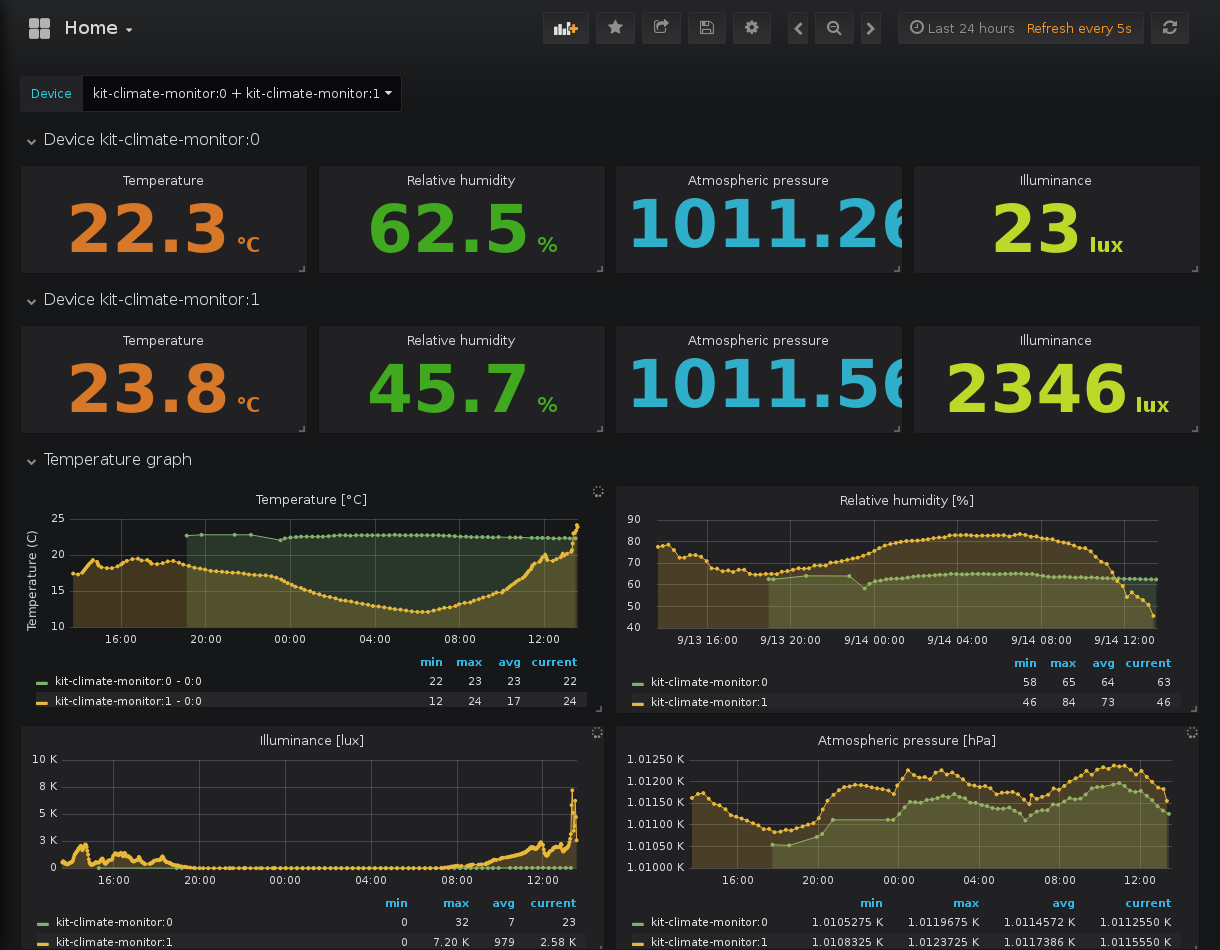 Home
Last 24 hours Refresh every 5s
Device kit-climate-monitor:0 + kit-climate-monitor:1
Device kit-climate-monitor:0
Temperature Relative humidity Atmospheric pressure Illuminance
22.3 °C 62.5 % 1011.26 23 lux
Device kit-climate-monitor:1
Temperature Relative humidity Atmospheric pressure Illuminance
23.8 °C 45.7 % 1011.56 2346 lux
Temperature graph
Temperature [°C]
Temperature (C)
25
20
15
10
16:00 20:00 00:00 04:00 08:00 12:00
min max avg current
kit-climate-monitor:0 - 0:0 22 23 23 22
kit-climate-monitor:1 - 0:0 12 24 17 24
Relative humidity [%]
90
80
70
60
50
40
9/13 16:00 9/13 20:00 9/14 00:00 9/14 04:00 9/14 08:00 9/14 12:00
min max avg current
kit-climate-monitor:0 58 65 64 63
kit-climate-monitor:1 46 84 73 46
Illuminance [lux]
10 K
8 K
5 K
3 K
0
16:00 20:00 00:00 04:00 08:00 12:00
min max avg current
kit-climate-monitor:0 0 32 7 23
kit-climate-monitor:1 0 7.20 K 979 2.58 K
Atmospheric pressure [hPa]
1.01250 K
1.01200 K
1.01150 K
1.01100 K
1.01050 K
1.01000 K
16:00 20:00 00:00 04:00 08:00 12:00
min max avg current
kit-climate-monitor:0 1.0105275 K 1.0119675 K 1.0114572 K 1.0112550 K
kit-climate-monitor:1 1.0108325 K 1.0123725 K 1.0117386 K 1.0115550 K